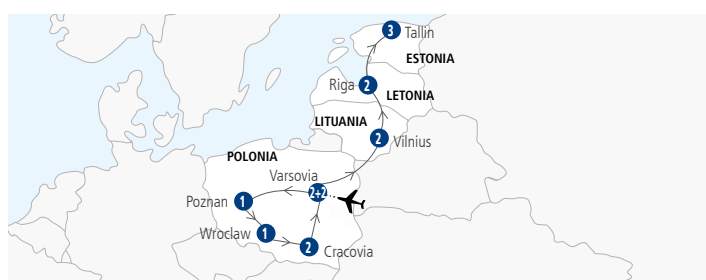 3 Tallin
ESTONIA
Riga 2
LETONIA
LITUANIA
2 Vilnius
POLONIA
Varsovia
2+2
Poznan 1
Wroclaw 1
2 Cracovia